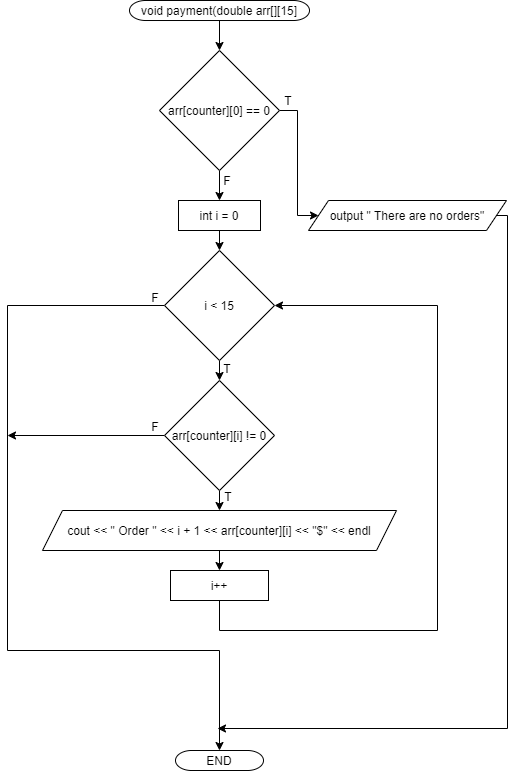 void payment(double arr[][15]
arr[counter][0] == 0
T
F
int i = 0
output " There are no orders"
F
i < 15
T
F
arr[counter][i] != 0
T
cout << " Order " << i + 1 << arr[counter][i] << "$" << endl
i++
END